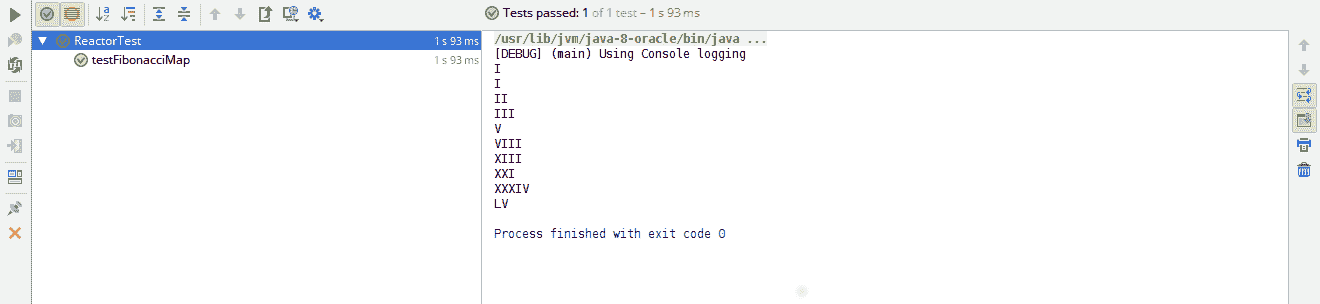 Tests passed: 1 of 1 test – 1 s 93 ms
ReactorTest 1 s 93 ms
testFibonacciMap 1 s 93 ms
/usr/lib/jvm/java-8-oracle/bin/java ...
[DEBUG] (main) Using Console logging
I
I
II
III
V
VIII
XIII
XXI
XXXIV
LV
Process finished with exit code 0